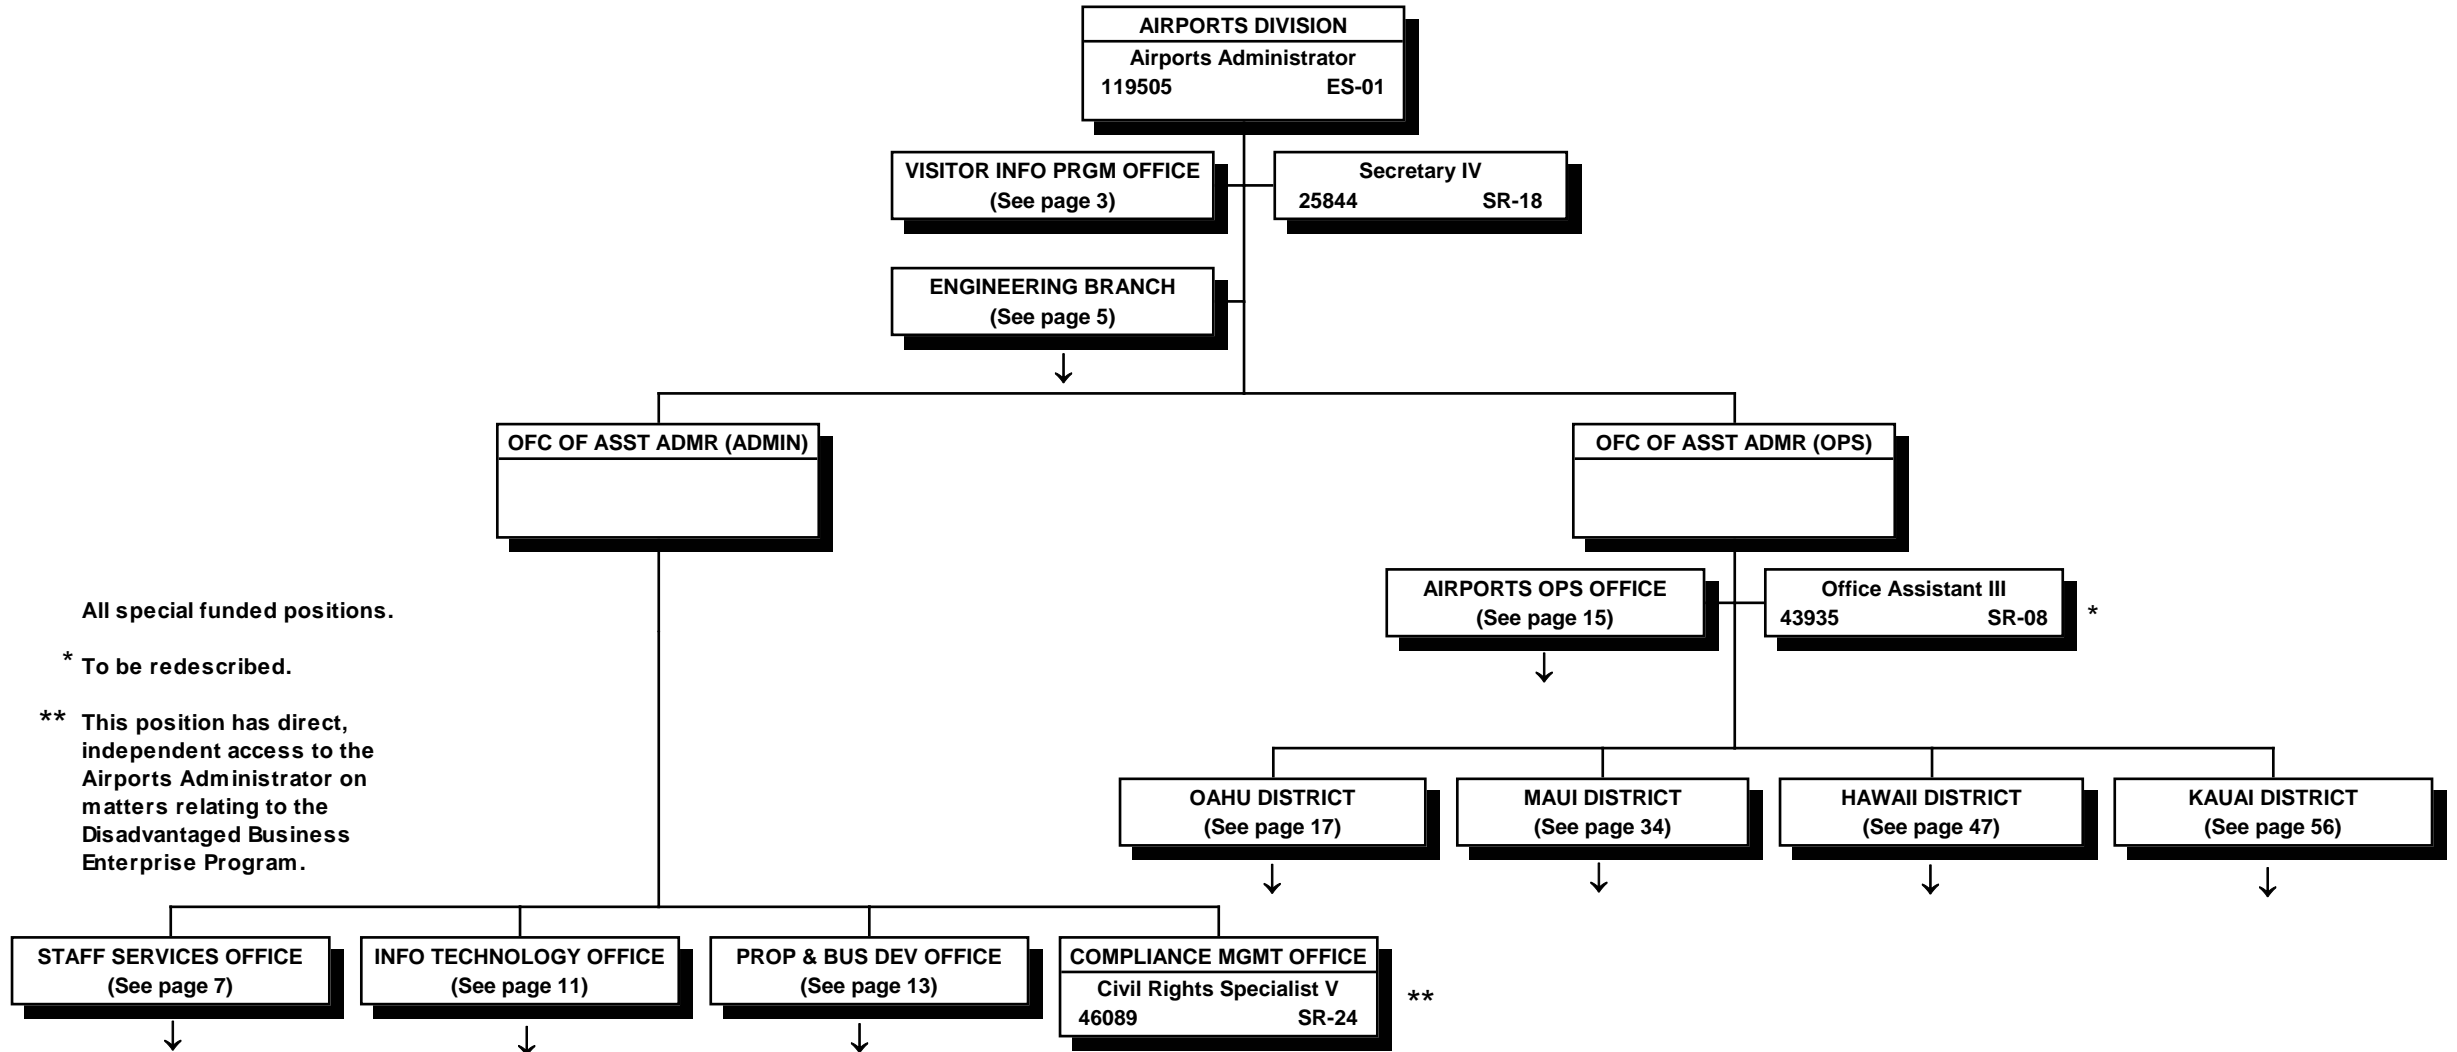 AIRPORTS DIVISION
Airports Administrator
119505 ES-01
VISITOR INFO PRGM OFFICE
(See page 3)
Secretary IV
25844 SR-18
ENGINEERING BRANCH
(See page 5)
OFC OF ASST ADMR (ADMIN)
OFC OF ASST ADMR (OPS)
AIRPORTS OPS OFFICE
(See page 15)
Office Assistant III
43935 SR-08 *
All special funded positions.
* To be redescribed.
** This position has direct,
independent access to the
Airports Administrator on
matters relating to the
Disadvantaged Business
Enterprise Program.
OAHU DISTRICT
(See page 17)
MAUI DISTRICT
(See page 34)
HAWAII DISTRICT
(See page 47)
KAUAI DISTRICT
(See page 56)
STAFF SERVICES OFFICE
(See page 7)
INFO TECHNOLOGY OFFICE
(See page 11)
PROP & BUS DEV OFFICE
(See page 13)
COMPLIANCE MGMT OFFICE
Civil Rights Specialist V
46089 SR-24
**